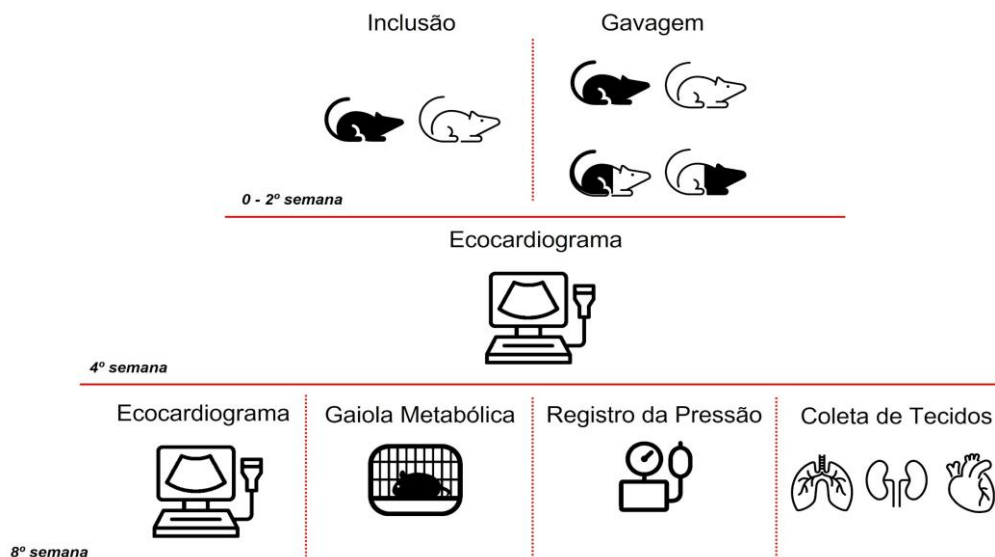 Inclusão
Gavagem
0 - 2º semana
Ecocardiograma
4º semana
Ecocardiograma
Gaiola Metabólica
Registro da Pressão
Coleta de Tecidos
8º semana